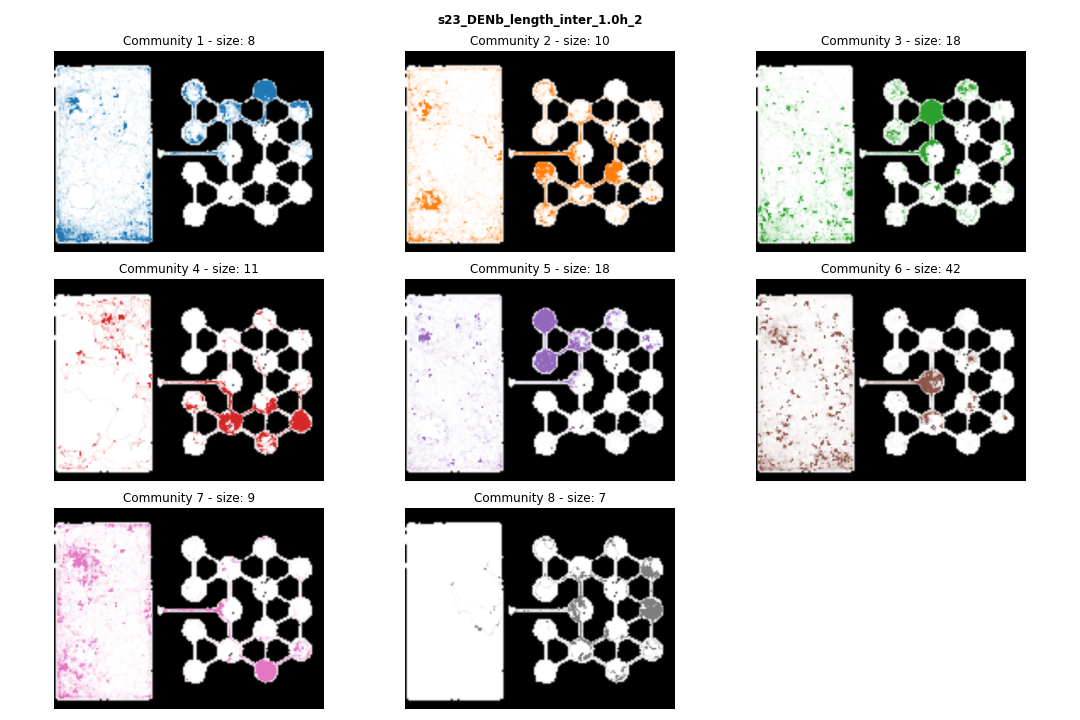 s23_DENb_length_inter_1.0h_2
Community 1 - size: 8
Community 2 - size: 10
Community 3 - size: 18
Community 4 - size: 11
Community 5 - size: 18
Community 6 - size: 42
Community 7 - size: 9
Community 8 - size: 7